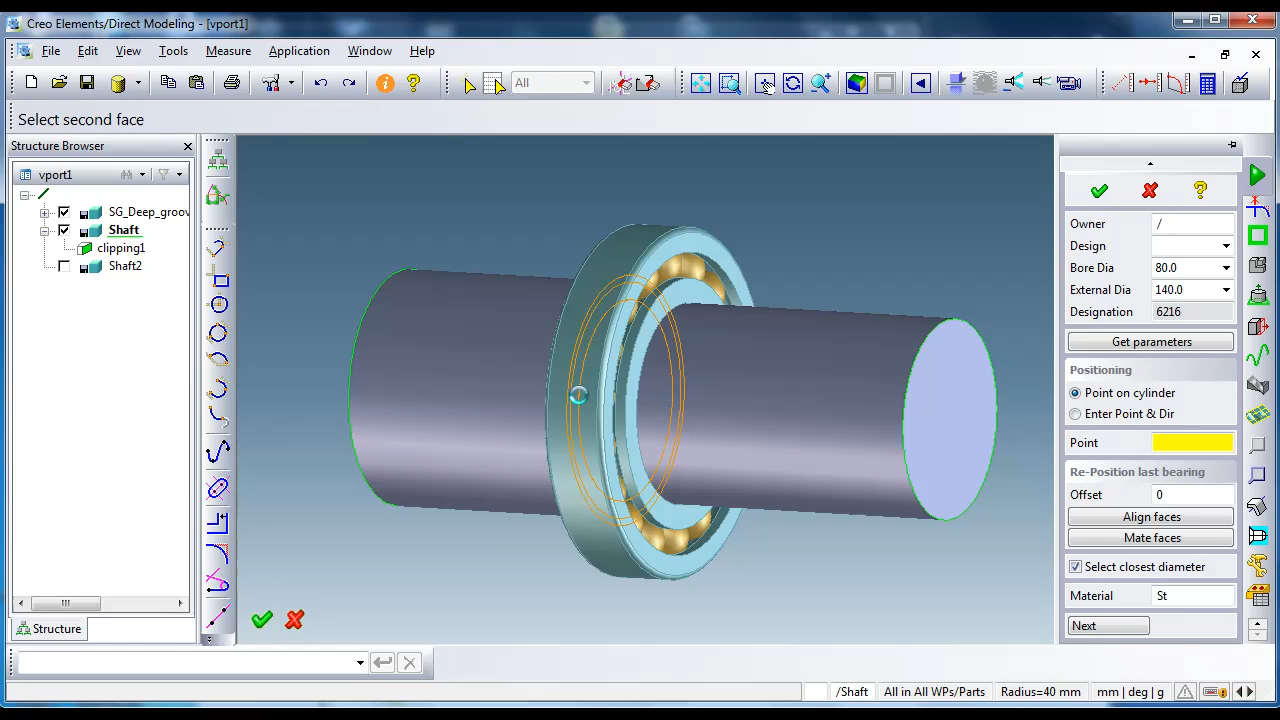 Creo Elements/Direct Modeling - [vport1]
File Edit View Tools Measure Application Window Help
All
Select second face
Structure Browser
vport1
SG_Deep_groov
Shaft
clipping1
Shaft2
Structure
Owner /
Design
Bore Dia 80.0
External Dia 140.0
Designation 6216
Get parameters
Positioning
Point on cylinder
Enter Point & Dir
Point
Re-Position last bearing
Offset 0
Align faces
Mate faces
Select closest diameter
Material St
Next
/Shaft All in All WPs/Parts Radius=40 mm mm | deg | g